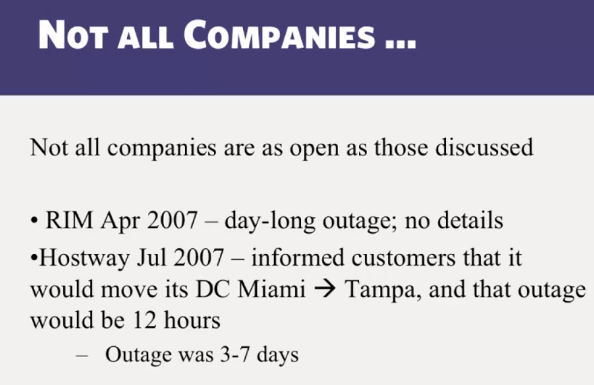 NOT ALL COMPANIES ...
Not all companies are as open as those discussed
• RIM Apr 2007 – day-long outage; no details
•Hostway Jul 2007 – informed customers that it
would move its DC Miami → Tampa, and that outage
would be 12 hours
– Outage was 3-7 days